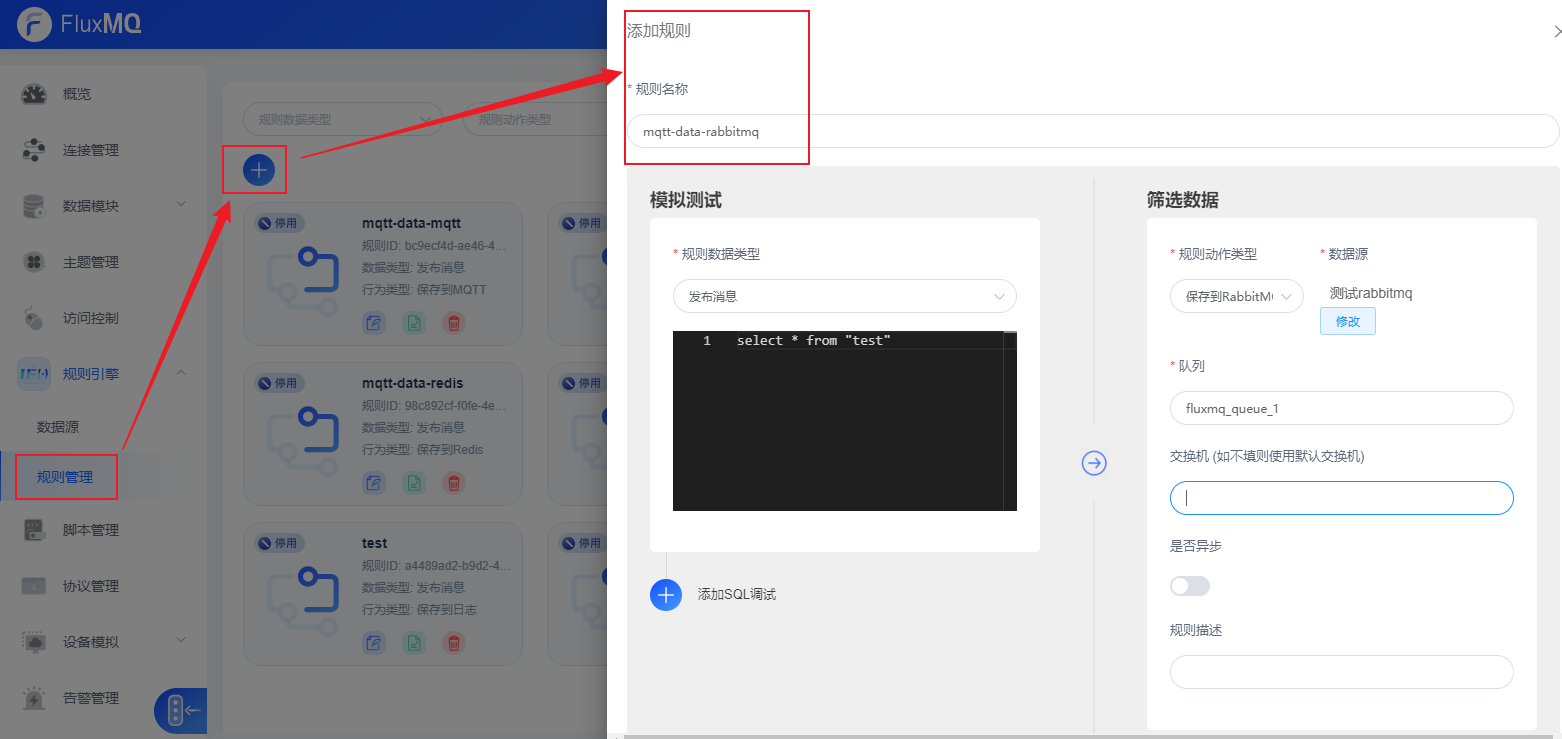 FluxMQ
概览
连接管理
数据模块
主题管理
访问控制
规则引擎
数据源
规则管理
脚本管理
协议管理
设备模拟
告警管理
规则数据类型
规则动作类型
停用
mqtt-data-mqtt
规则ID: bc9ecf4d-ae46-4...
数据类型: 发布消息
行为类型: 保存到MQTT
停用
停用
mqtt-data-redis
规则ID: 98c892cf-f0fe-4e...
数据类型: 发布消息
行为类型: 保存到Redis
停用
停用
test
规则ID: a4489ad2-b9d2-4...
数据类型: 发布消息
行为类型: 保存到日志
停用
添加规则
* 规则名称
mqtt-data-rabbitmq
模拟测试
* 规则数据类型
发布消息
1 select * from "test"
添加SQL调试
筛选数据
* 规则动作类型
* 数据源
保存到RabbitM
测试rabbitmq
修改
* 队列
fluxmq_queue_1
交换机 (如不填则使用默认交换机)
是否异步
规则描述